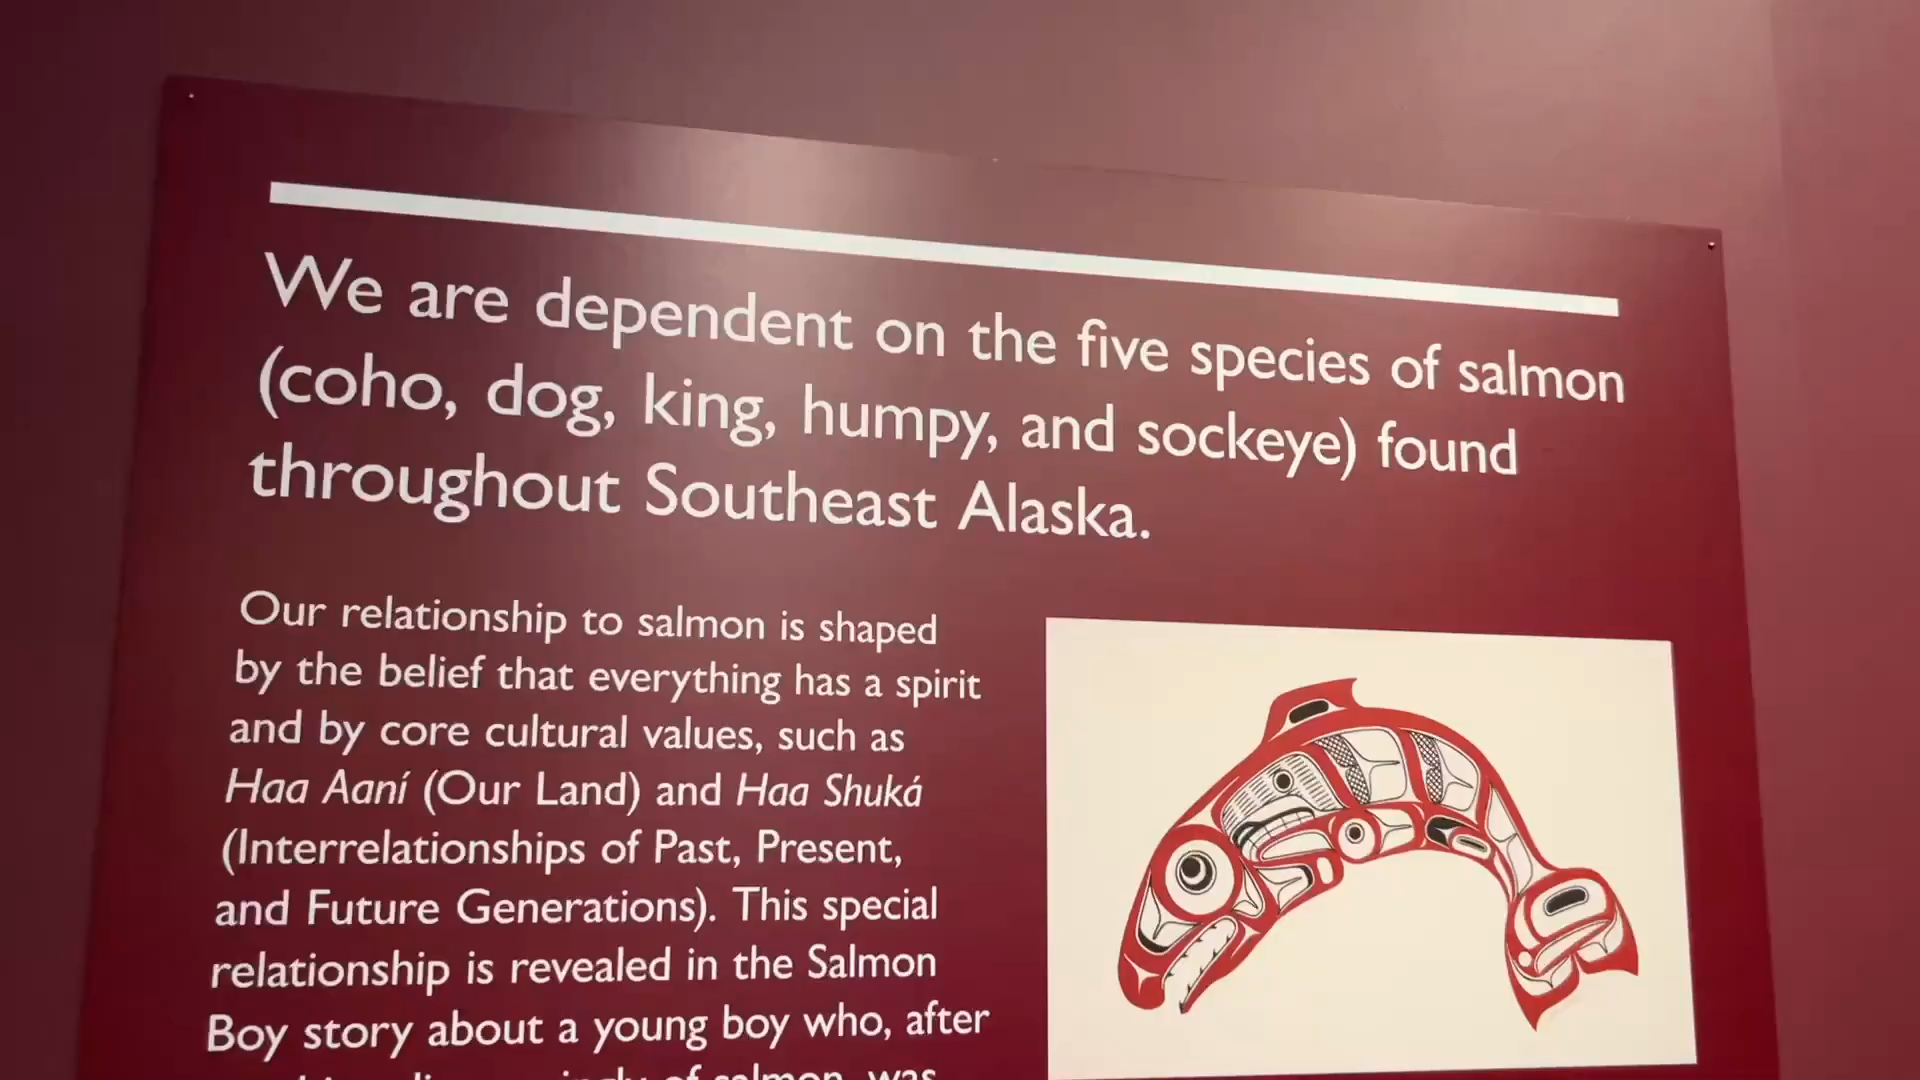 We are dependent on the five species of salmon
(coho, dog, king, humpy, and sockeye) found
throughout Southeast Alaska.
Our relationship to salmon is shaped
by the belief that everything has a spirit
and by core cultural values, such as
Haa Aaní (Our Land) and Haa Shuká
(Interrelationships of Past, Present,
and Future Generations). This special
relationship is revealed in the Salmon
Boy story about a young boy who, after
of salmon, was